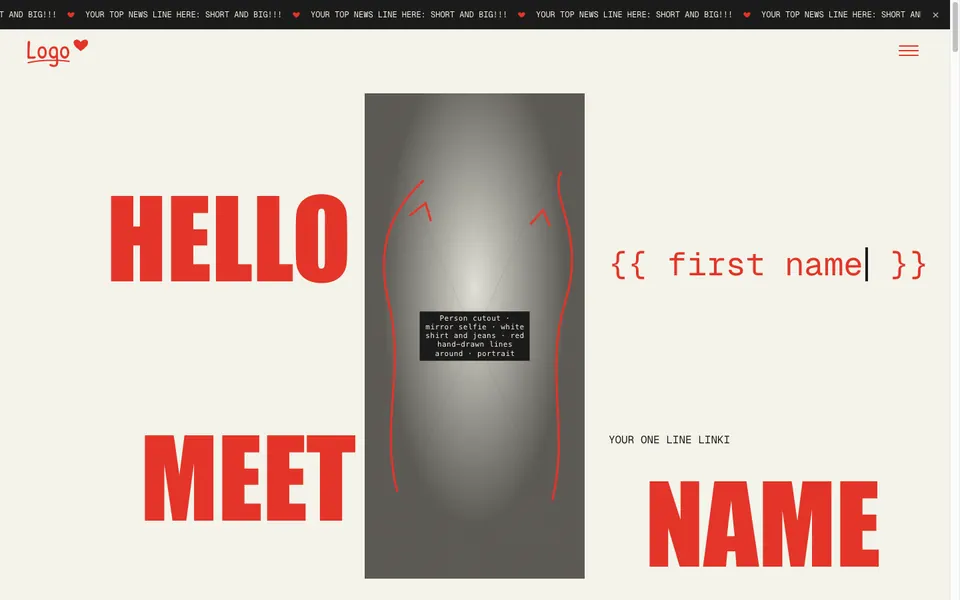 T AND BIG!!! ❤ YOUR TOP NEWS LINE HERE: SHORT AND BIG!!! ❤ YOUR TOP NEWS LINE HERE: SHORT AND BIG!!! ❤ YOUR TOP NEWS LINE HERE: SHORT AND BIG!!! ❤ YOUR TOP NEWS LINE HERE: SHORT AN ×
Logo
HELLO
{{ first name }}
Person cutout ·
mirror selfie · white
shirt and jeans · red
hand-drawn lines
around · portrait
MEET
YOUR ONE LINE LINKI
NAME